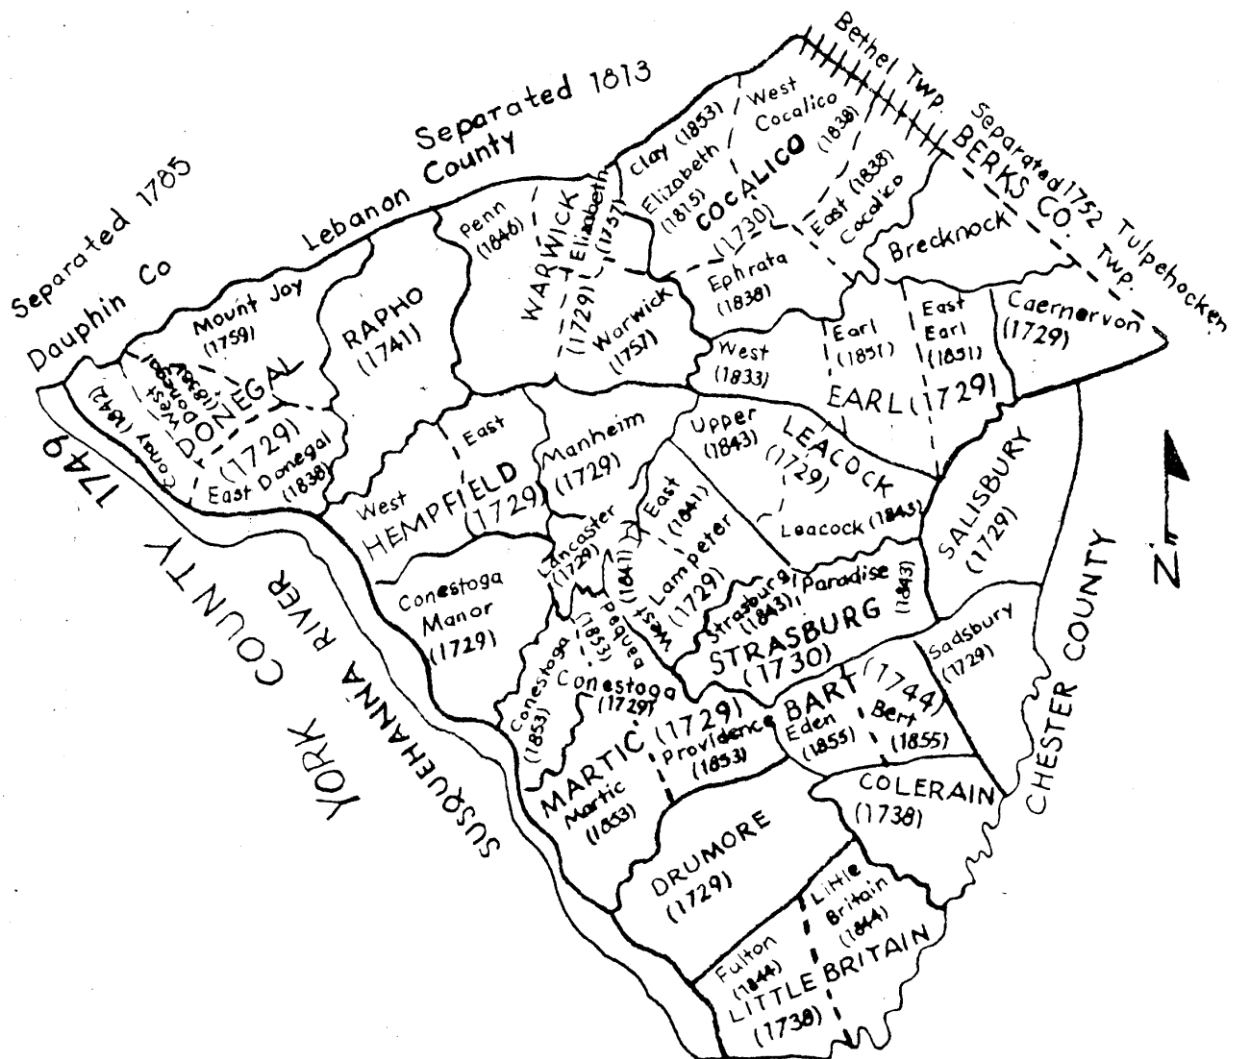 Separated 1785
Dauphin Co
Separated 1813
Lebanon County
Bethel Twp.
Separated 1752 Tulpehocken
BERKS CO. Twp.
Clay (1853)
West
Cocalico
(1838)
Elizabeth
(1815)
COCALICO
(1730)
East (1838)
Cocalico
Brecknock
Ephrata
(1838)
Penn
(1846)
WARWICK
(1729)
Elizabeth
(1757)
Warwick
(1757)
Mount Joy
(1759)
RAPHO
(1741)
Conoy (1842)
West
Donegal
(1838)
DONEGAL
(1729)
East Donegal
(1838)
West
(1833)
Earl
(1851)
East
Earl
(1851)
EARL (1729)
Caernorvon
(1729)
West
East
HEMPFIELD
(1729)
Manheim
(1729)
Upper
(1843)
LEACOCK
(1729)
Leacock (1843)
SALISBURY
(1729)
Lancaster
(1729)
East
(1841)
West (1841)
Lampeter
(1729)
Conestoga
Manor
(1729)
Strasburg
(1843)
Paradise
(1843)
STRASBURG
(1730)
Sadsbury
(1729)
Pequea
(1853)
Conestoga
(1853)
Conestoga
(1729)
MARTIC (1729)
Martic
(1853)
Providence
(1853)
BART (1744)
Eden
(1855)
Bert
(1855)
COLERAIN
(1738)
DRUMORE
(1729)
Little
Britain
(1844)
Fulton
(1844)
LITTLE BRITAIN
(1738)
1749
YORK COUNTY
SUSQUEHANNA RIVER
CHESTER COUNTY
N